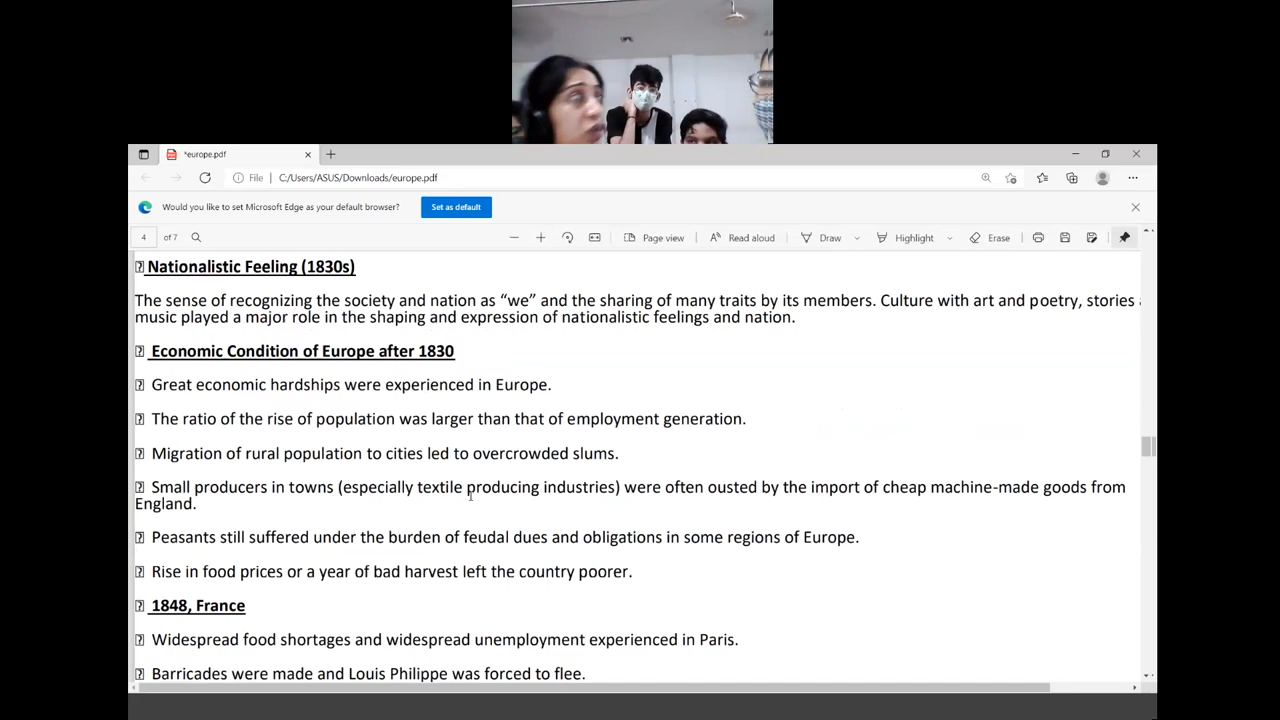 *europe.pdf
File
C:/Users/ASUS/Downloads/europe.pdf
Would you like to set Microsoft Edge as your default browser?
Set as default
4
of 7
Page view
Read aloud
Draw
Highlight
Erase
Nationalistic Feeling (1830s)
The sense of recognizing the society and nation as “we” and the sharing of many traits by its members. Culture with art and poetry, stories
music played a major role in the shaping and expression of nationalistic feelings and nation.
Economic Condition of Europe after 1830
Great economic hardships were experienced in Europe.
The ratio of the rise of population was larger than that of employment generation.
Migration of rural population to cities led to overcrowded slums.
Small producers in towns (especially textile producing industries) were often ousted by the import of cheap machine-made goods from
England.
Peasants still suffered under the burden of feudal dues and obligations in some regions of Europe.
Rise in food prices or a year of bad harvest left the country poorer.
1848, France
Widespread food shortages and widespread unemployment experienced in Paris.
Barricades were made and Louis Philippe was forced to flee.